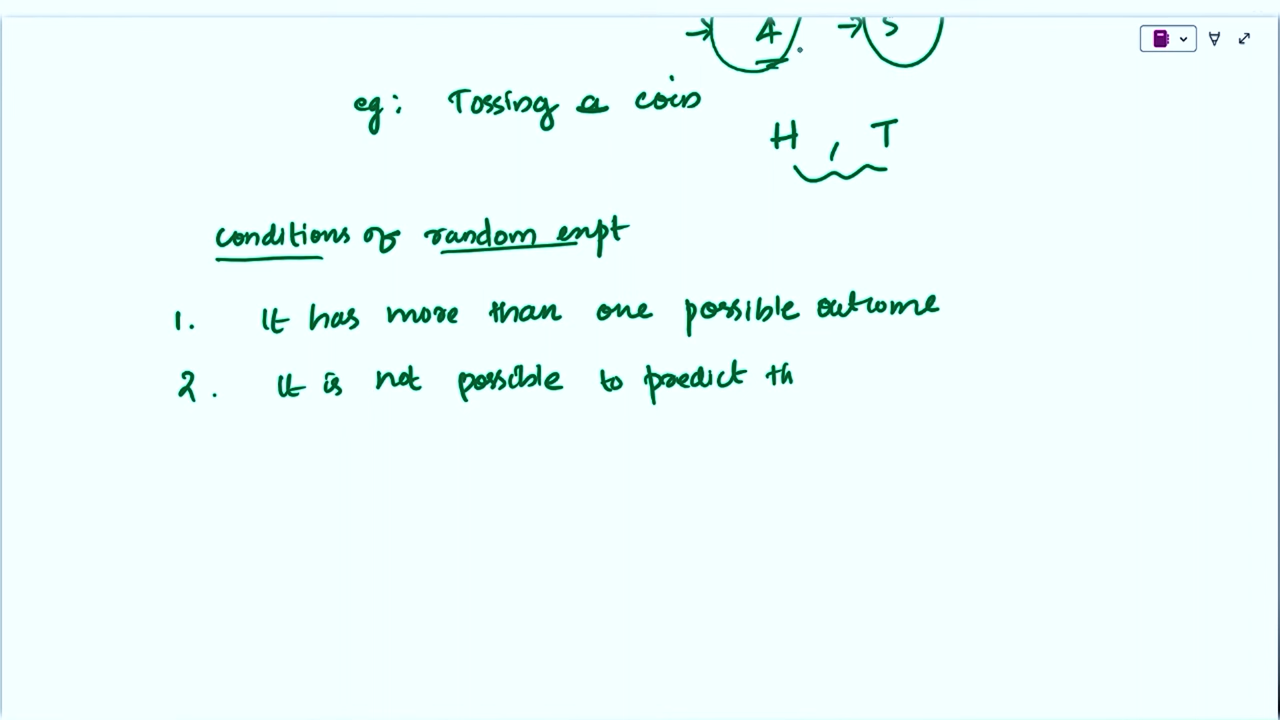 4 5
eg: Tossing a coin
H , T
conditions of random expt
1. It has more than one possible outcome
2. It is not possible to predict th